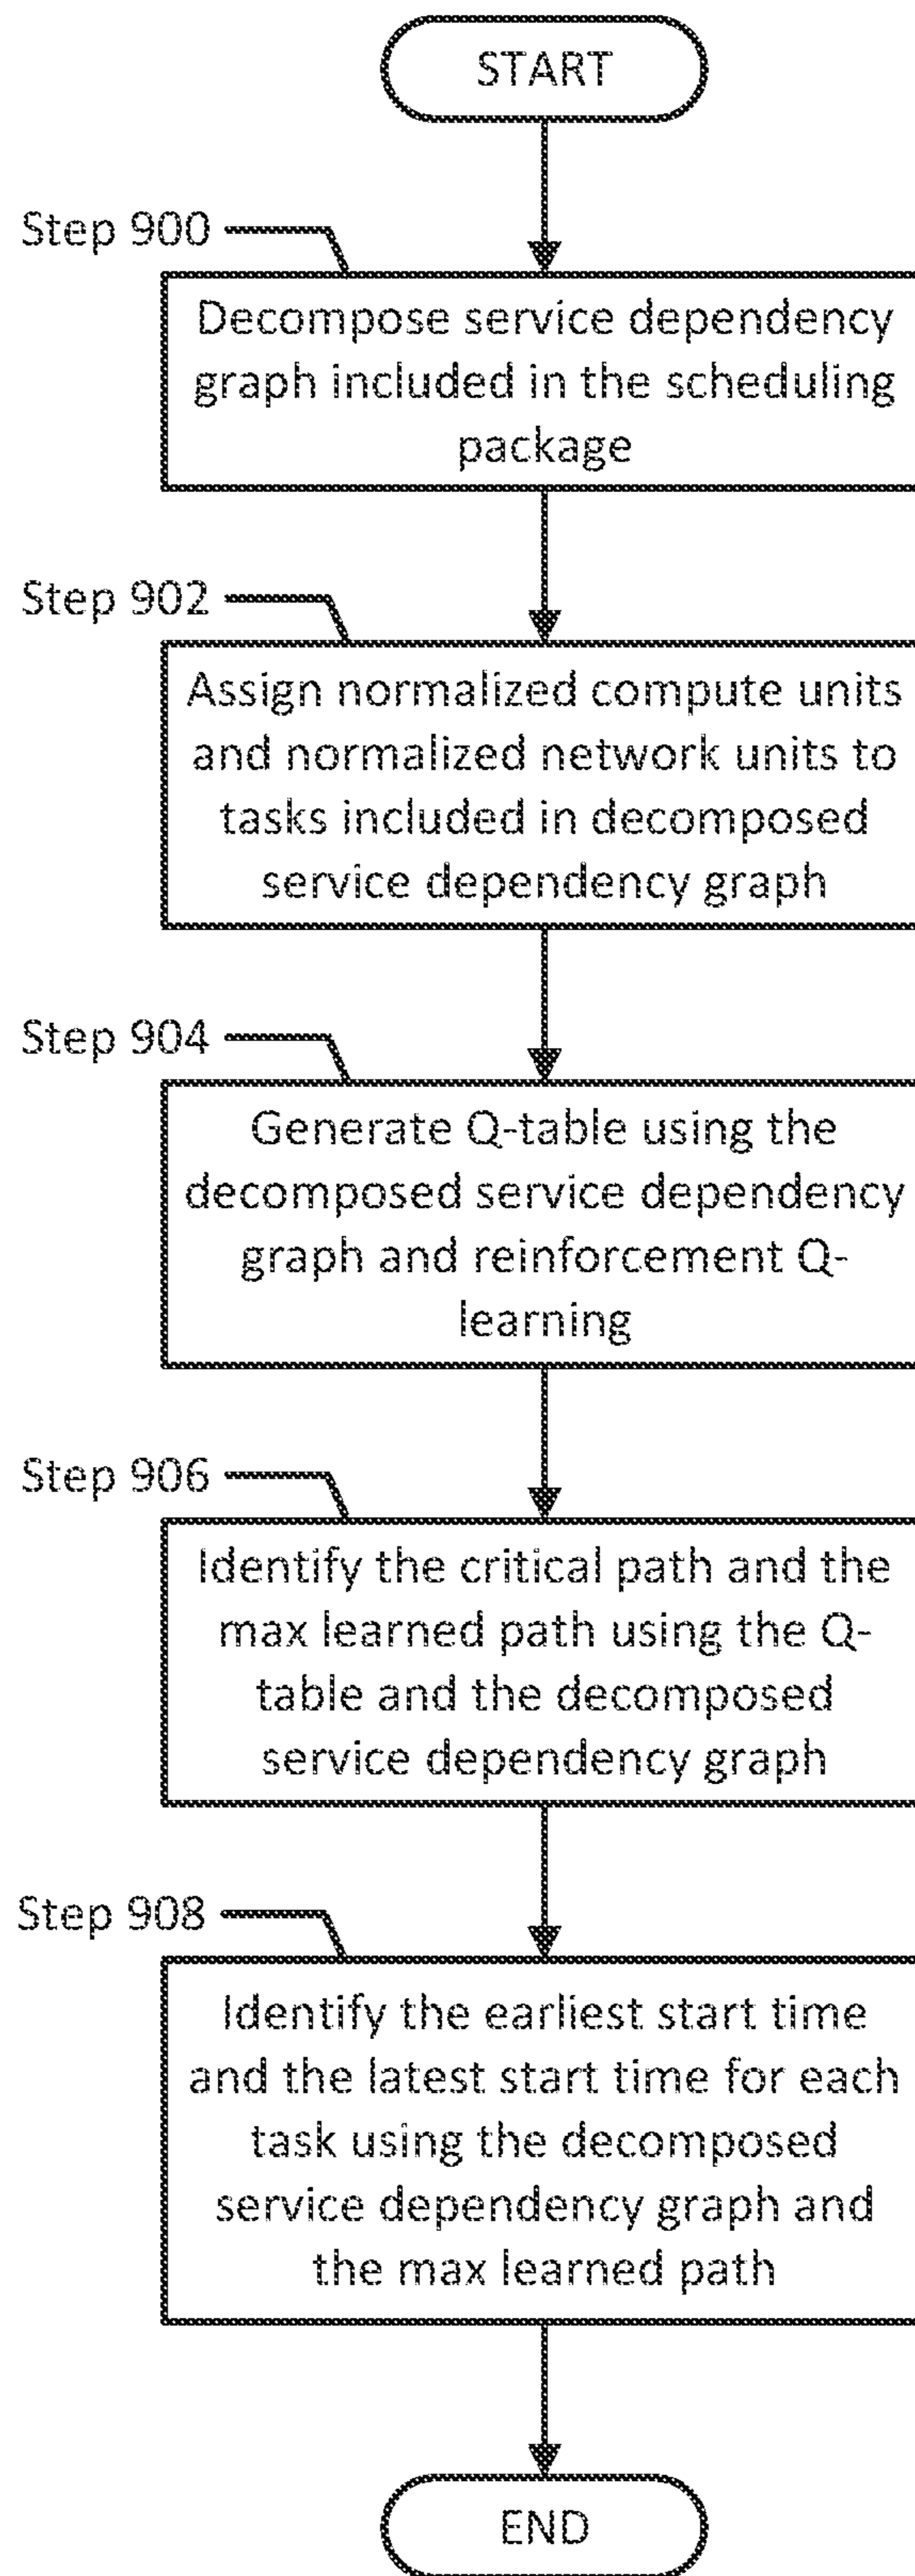 START
Step 900
Decompose service dependency
graph included in the scheduling
package
Step 902
Assign normalized compute units
and normalized network units to
tasks included in decomposed
service dependency graph
Step 904
Generate Q-table using the
decomposed service dependency
graph and reinforcement Q-
learning
Step 906
Identify the critical path and the
max learned path using the Q-
table and the decomposed
service dependency graph
Step 908
Identify the earliest start time
and the latest start time for each
task using the decomposed
service dependency graph and
the max learned path
END